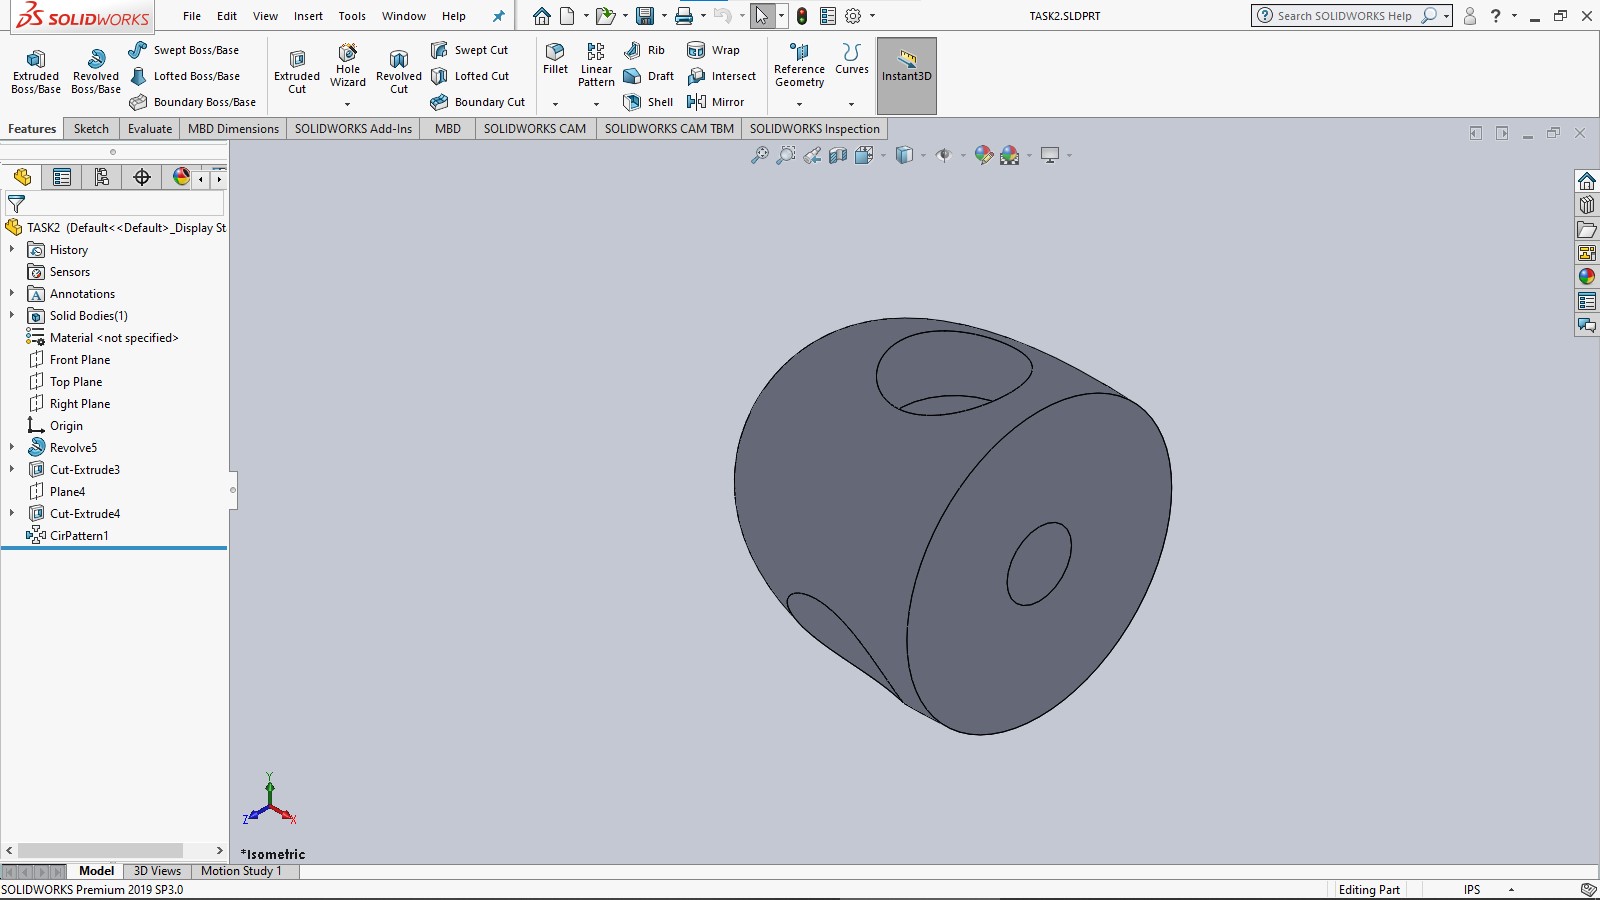 SOLIDWORKS File Edit View Insert Tools Window Help TASK2.SLDPRT Search SOLIDWORKS Help ?
Extruded Boss/Base Revolved Boss/Base Swept Boss/Base Lofted Boss/Base Boundary Boss/Base
Extruded Cut Hole Wizard Revolved Cut Swept Cut Lofted Cut Boundary Cut
Fillet Linear Pattern Rib Draft Shell Wrap Intersect Mirror
Reference Geometry Curves Instant3D
Features Sketch Evaluate MBD Dimensions SOLIDWORKS Add-Ins MBD SOLIDWORKS CAM SOLIDWORKS CAM TBM SOLIDWORKS Inspection
TASK2 (Default<<Default>_Display St
History
Sensors
Annotations
Solid Bodies(1)
Material <not specified>
Front Plane
Top Plane
Right Plane
Origin
Revolve5
Cut-Extrude3
Plane4
Cut-Extrude4
CirPattern1
Y
Z X
*Isometric
Model 3D Views Motion Study 1
SOLIDWORKS Premium 2019 SP3.0 Editing Part IPS